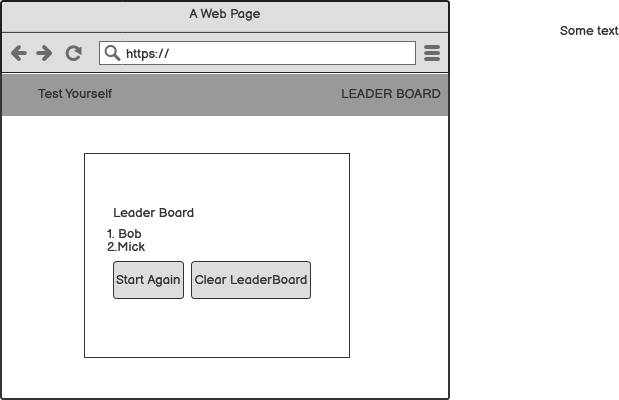 A Web Page
Some text
https://
Test Yourself
LEADER BOARD
Leader Board
1. Bob
2.Mick
Start Again
Clear LeaderBoard